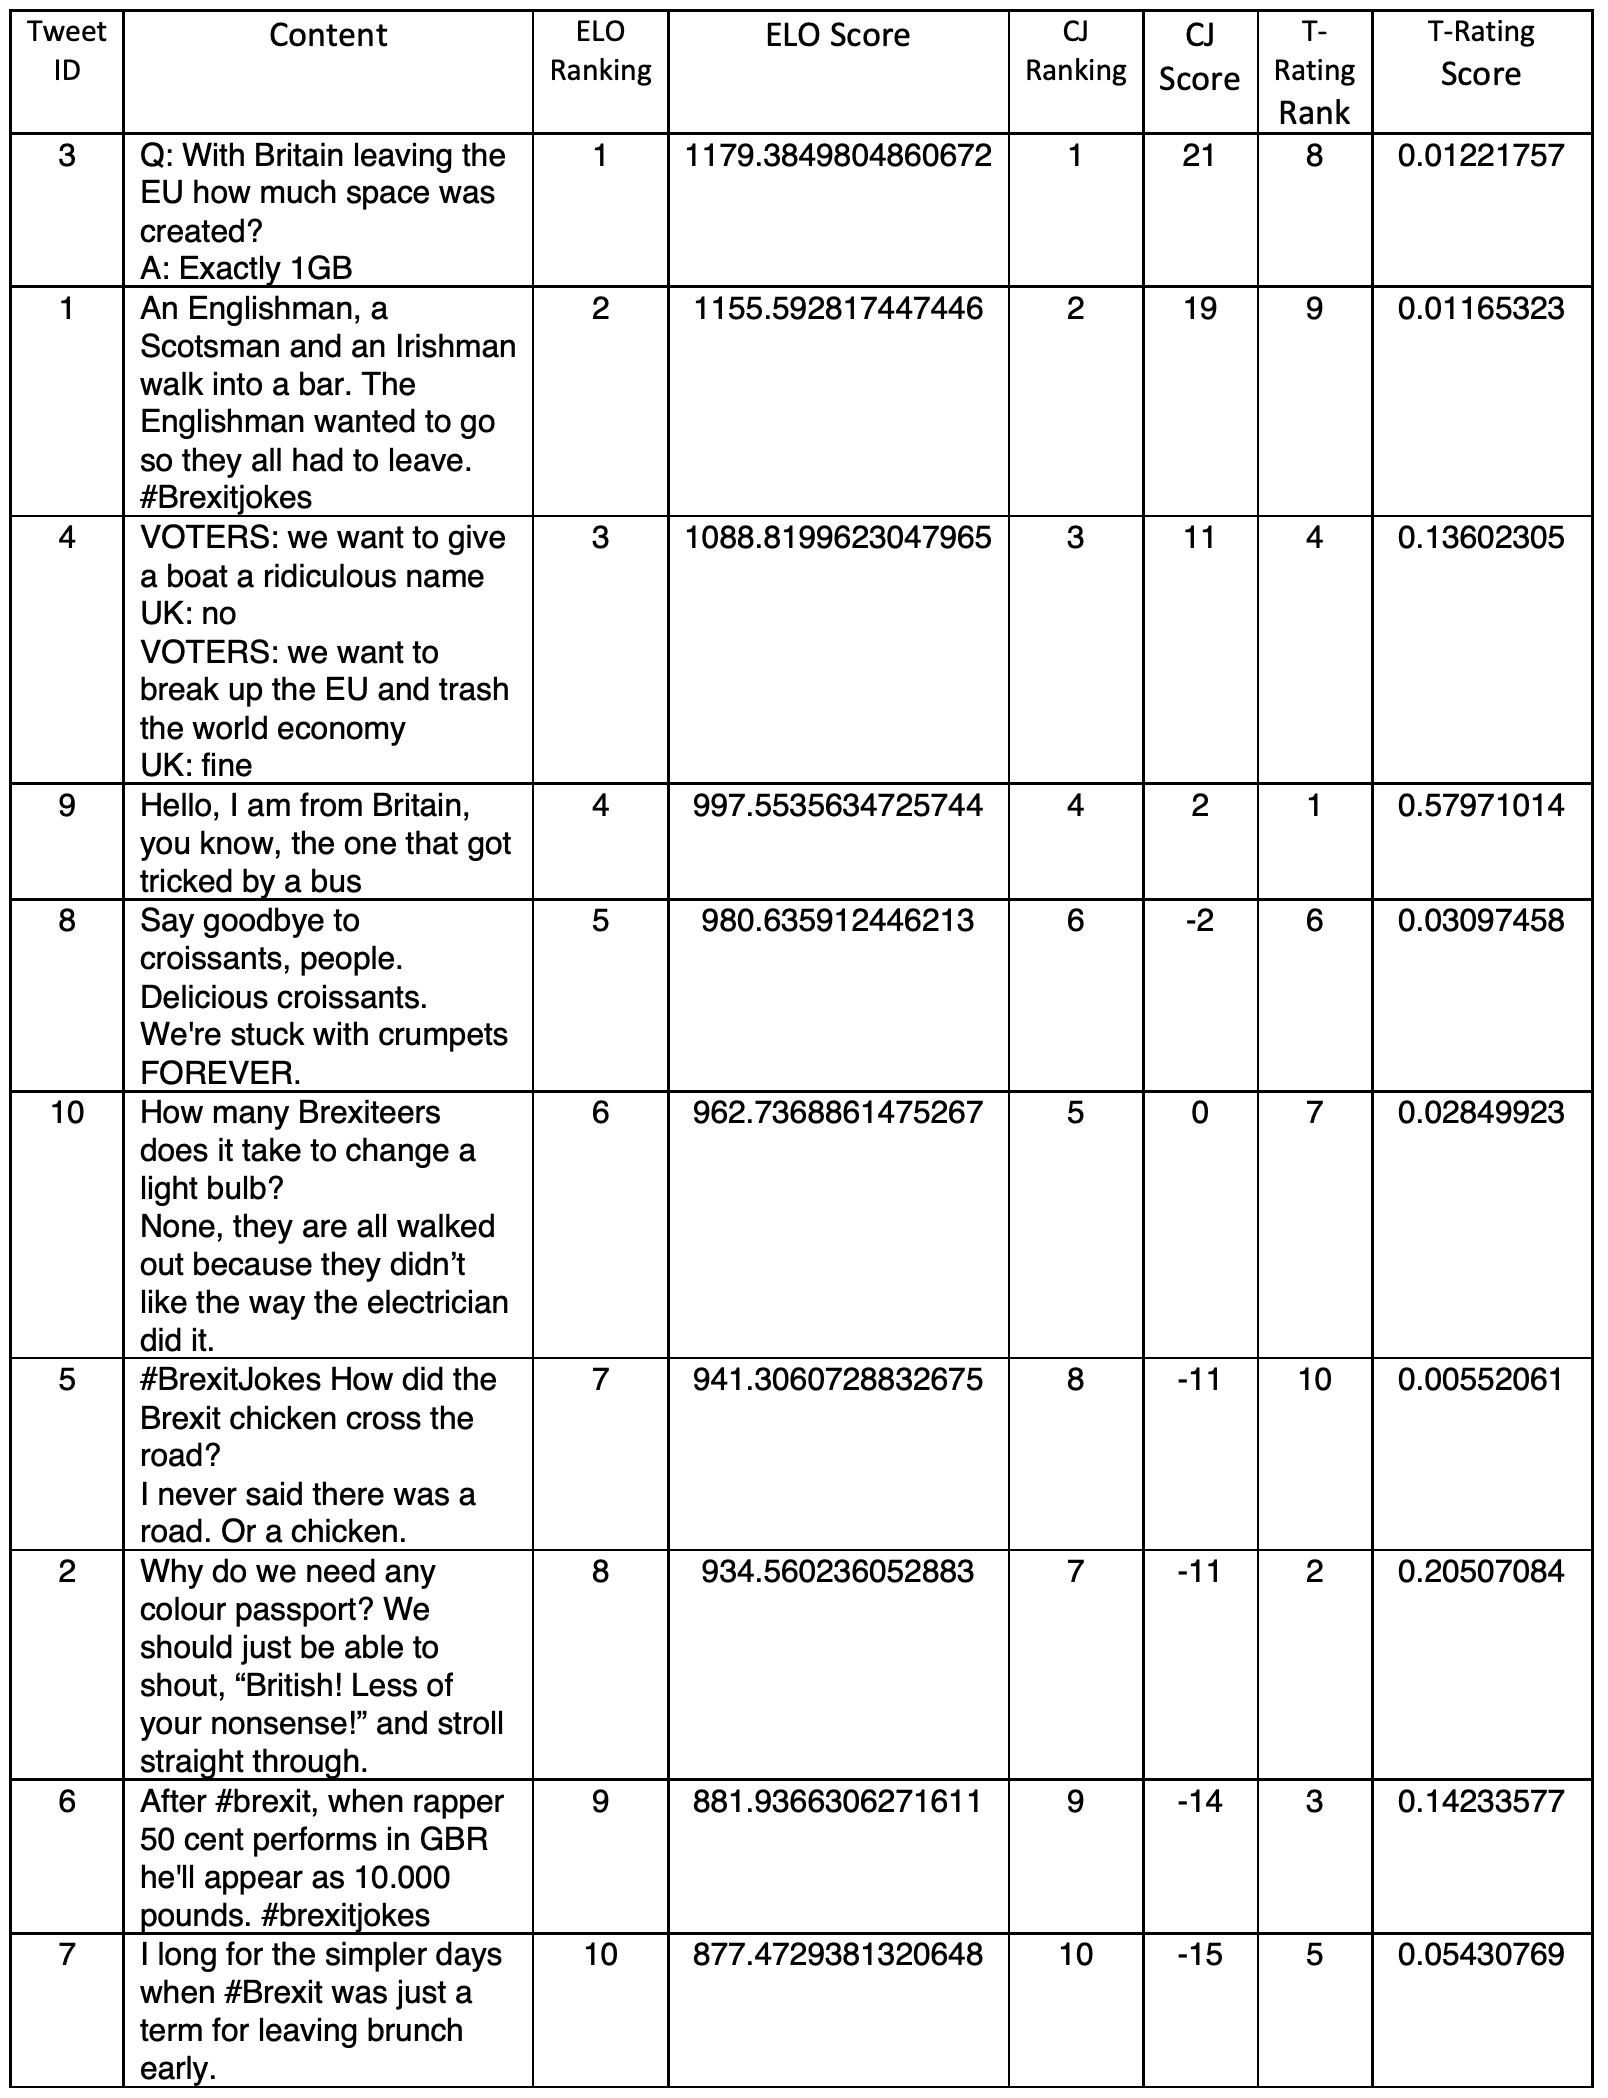 Tweet ID | Content | ELO Ranking | ELO Score | CJ Ranking | CJ Score | T-Rating Rank | T-Rating Score
3 | Q: With Britain leaving the | 1 | 1179.3849804860672 | 1 | 21 | 8 | 0.01221757
EU how much space was
created?
A: Exactly 1GB
1 | An Englishman, a | 2 | 1155.592817447446 | 2 | 19 | 9 | 0.01165323
Scotsman and an Irishman
walk into a bar. The
Englishman wanted to go
so they all had to leave.
#Brexitjokes
4 | VOTERS: we want to give | 3 | 1088.8199623047965 | 3 | 11 | 4 | 0.13602305
a boat a ridiculous name
UK: no
VOTERS: we want to
break up the EU and trash
the world economy
UK: fine
9 | Hello, I am from Britain, | 4 | 997.5535634725744 | 4 | 2 | 1 | 0.57971014
you know, the one that got
tricked by a bus
8 | Say goodbye to | 5 | 980.635912446213 | 6 | -2 | 6 | 0.03097458
croissants, people.
Delicious croissants.
We're stuck with crumpets
FOREVER.
10 | How many Brexiteers | 6 | 962.7368861475267 | 5 | 0 | 7 | 0.02849923
does it take to change a
light bulb?
None, they are all walked
out because they didn’t
like the way the electrician
did it.
5 | #BrexitJokes How did the | 7 | 941.3060728832675 | 8 | -11 | 10 | 0.00552061
Brexit chicken cross the
road?
I never said there was a
road. Or a chicken.
2 | Why do we need any | 8 | 934.560236052883 | 7 | -11 | 2 | 0.20507084
colour passport? We
should just be able to
shout, “British! Less of
your nonsense!” and stroll
straight through.
6 | After #brexit, when rapper | 9 | 881.9366306271611 | 9 | -14 | 3 | 0.14233577
50 cent performs in GBR
he'll appear as 10.000
pounds. #brexitjokes
7 | I long for the simpler days | 10 | 877.4729381320648 | 10 | -15 | 5 | 0.05430769
when #Brexit was just a
term for leaving brunch
early.